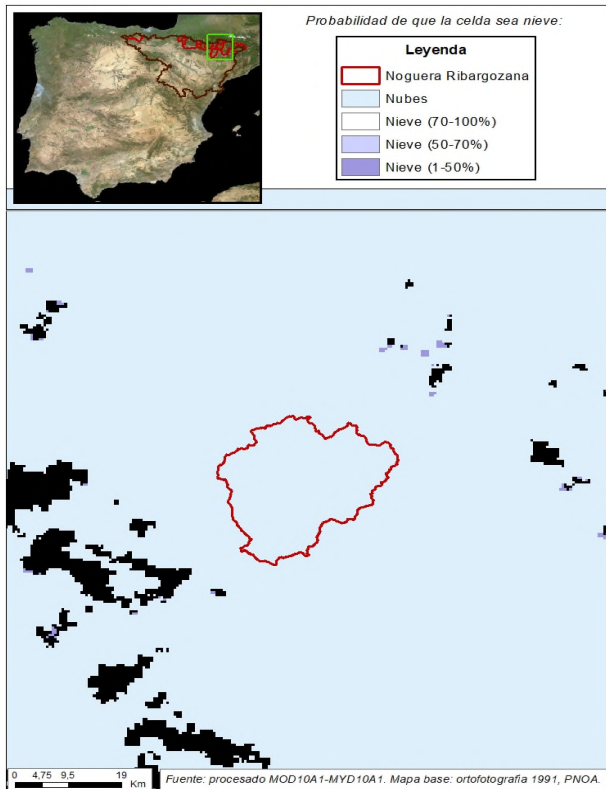 Probabilidad de que la celda sea nieve:
Leyenda
Noguera Ribargozana
Nubes
Nieve (70-100%)
Nieve (50-70%)
Nieve (1-50%)
0 4,75 9,5 19
Km
Fuente: procesado MOD10A1-MYD10A1. Mapa base: ortofotografia 1991, PNOA.